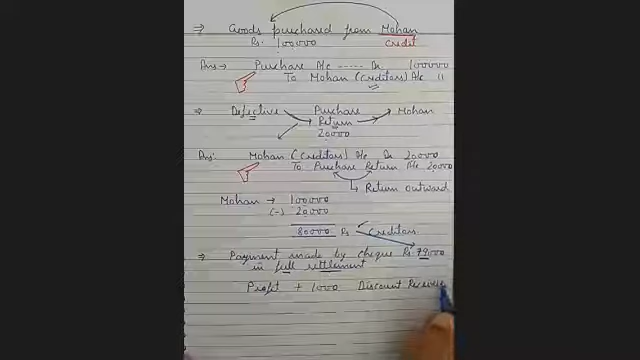 ⇒ Goods purchased from Mohan
Rs. 100000 credit
Ans → Purchase A/c ----- Dr 100000
To Mohan (creditors) A/c 11
⇒ Defective Purchase Return → Mohan
20000
Ans: Mohan (creditors) A/c Dr 20000
To Purchase Return A/c 20000
↳ Return outward
Mohan → 100000
(-) 20000
80000 Rs Creditors
⇒ Payment made by cheque Rs 79000
in full settlement
Profit + 1000 Discount Receive